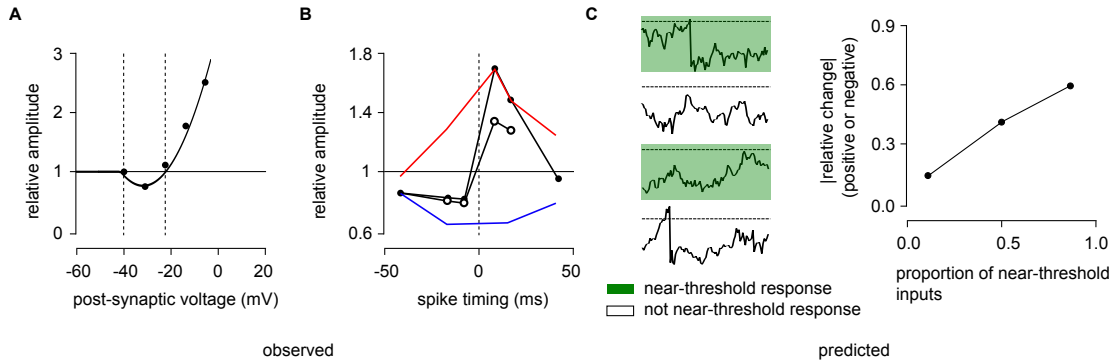 A
B
C
relative amplitude
3
2
1
0
-60
-40
-20
0
20
post-synaptic voltage (mV)
relative amplitude
1.8
1.4
1
0.6
-50
0
50
spike timing (ms)
near-threshold response
not near-threshold response
|relative change|
(positive or negative)
0.9
0.6
0.3
0.0
0.0
0.5
1.0
proportion of near-threshold
inputs
observed
predicted